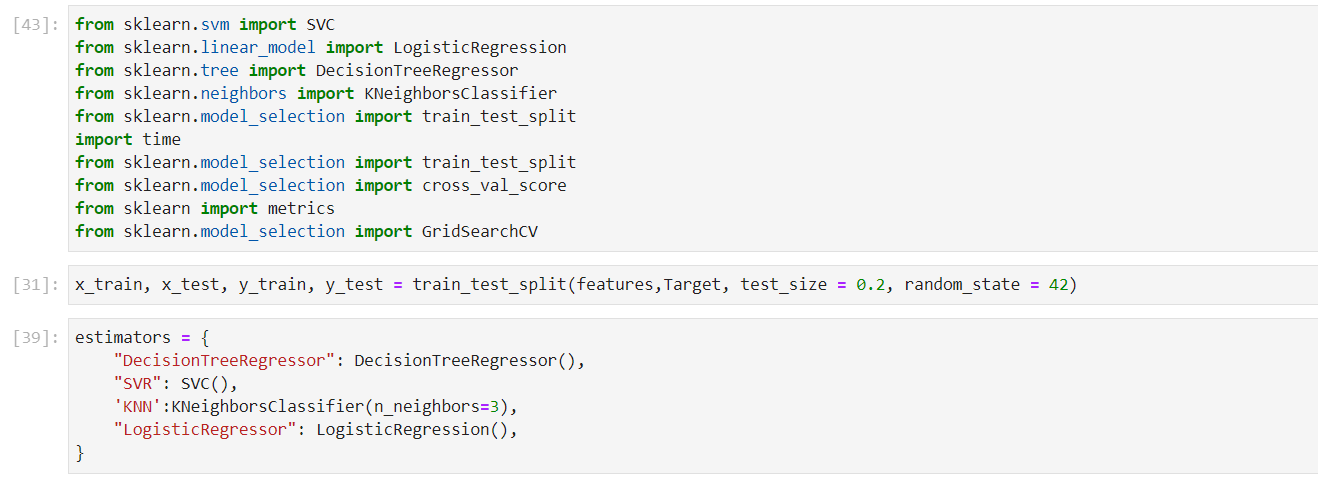 [43]: from sklearn.svm import SVC
from sklearn.linear_model import LogisticRegression
from sklearn.tree import DecisionTreeRegressor
from sklearn.neighbors import KNeighborsClassifier
from sklearn.model_selection import train_test_split
import time
from sklearn.model_selection import train_test_split
from sklearn.model_selection import cross_val_score
from sklearn import metrics
from sklearn.model_selection import GridSearchCV
[31]: x_train, x_test, y_train, y_test = train_test_split(features,Target, test_size = 0.2, random_state = 42)
[39]: estimators = {
    "DecisionTreeRegressor": DecisionTreeRegressor(),
    "SVR": SVC(),
    'KNN':KNeighborsClassifier(n_neighbors=3),
    "LogisticRegressor": LogisticRegression(),
}